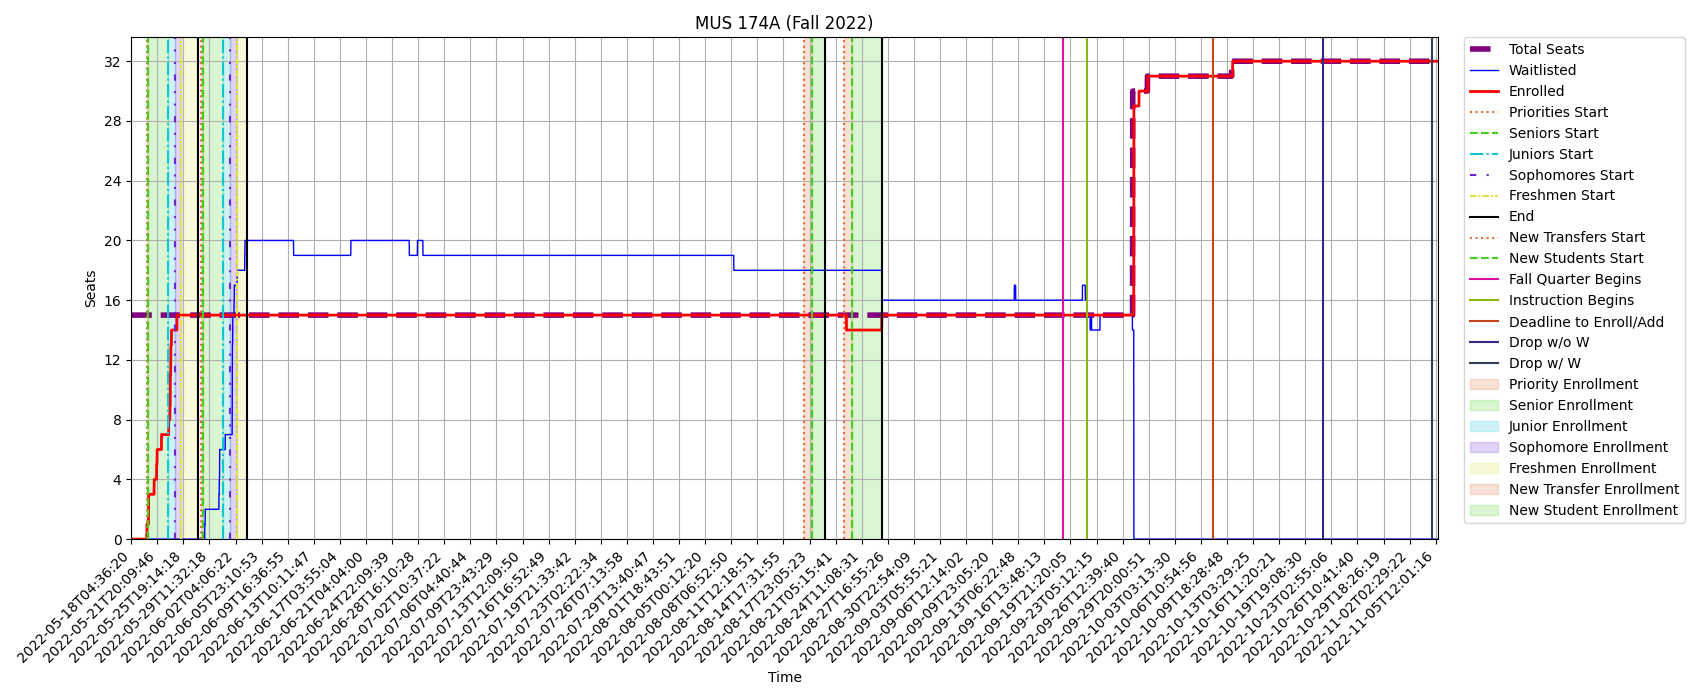 MUS 174A (Fall 2022)
Seats
32
28
24
20
16
12
8
4
0
2022-05-18T04:36:20
2022-05-21T20:09:46
2022-05-25T19:14:18
2022-05-29T11:32:18
2022-06-02T04:06:22
2022-06-05T23:10:53
2022-06-09T16:36:55
2022-06-13T10:11:47
2022-06-17T03:55:04
2022-06-21T04:04:00
2022-06-24T22:09:39
2022-06-28T16:10:28
2022-07-02T10:37:22
2022-07-06T04:40:44
2022-07-09T23:43:29
2022-07-13T12:09:50
2022-07-16T16:52:49
2022-07-19T21:33:42
2022-07-23T02:22:34
2022-07-26T07:13:58
2022-07-29T13:40:47
2022-08-01T18:43:51
2022-08-05T00:12:20
2022-08-08T06:52:50
2022-08-11T12:18:51
2022-08-14T17:31:55
2022-08-17T23:05:23
2022-08-21T05:15:41
2022-08-24T11:08:31
2022-08-27T16:55:26
2022-08-30T22:54:09
2022-09-03T05:55:21
2022-09-06T12:14:02
2022-09-09T23:05:20
2022-09-13T06:22:48
2022-09-16T13:48:13
2022-09-19T21:20:05
2022-09-23T05:12:15
2022-09-26T12:39:40
2022-09-29T20:00:51
2022-10-03T03:13:30
2022-10-06T10:54:56
2022-10-09T18:28:48
2022-10-13T03:29:25
2022-10-16T11:20:21
2022-10-19T19:08:30
2022-10-23T02:55:06
2022-10-26T10:41:40
2022-10-29T18:26:19
2022-11-02T02:29:22
2022-11-05T12:01:16
Time
Total Seats
Waitlisted
Enrolled
Priorities Start
Seniors Start
Juniors Start
Sophomores Start
Freshmen Start
End
New Transfers Start
New Students Start
Fall Quarter Begins
Instruction Begins
Deadline to Enroll/Add
Drop w/o W
Drop w/ W
Priority Enrollment
Senior Enrollment
Junior Enrollment
Sophomore Enrollment
Freshmen Enrollment
New Transfer Enrollment
New Student Enrollment